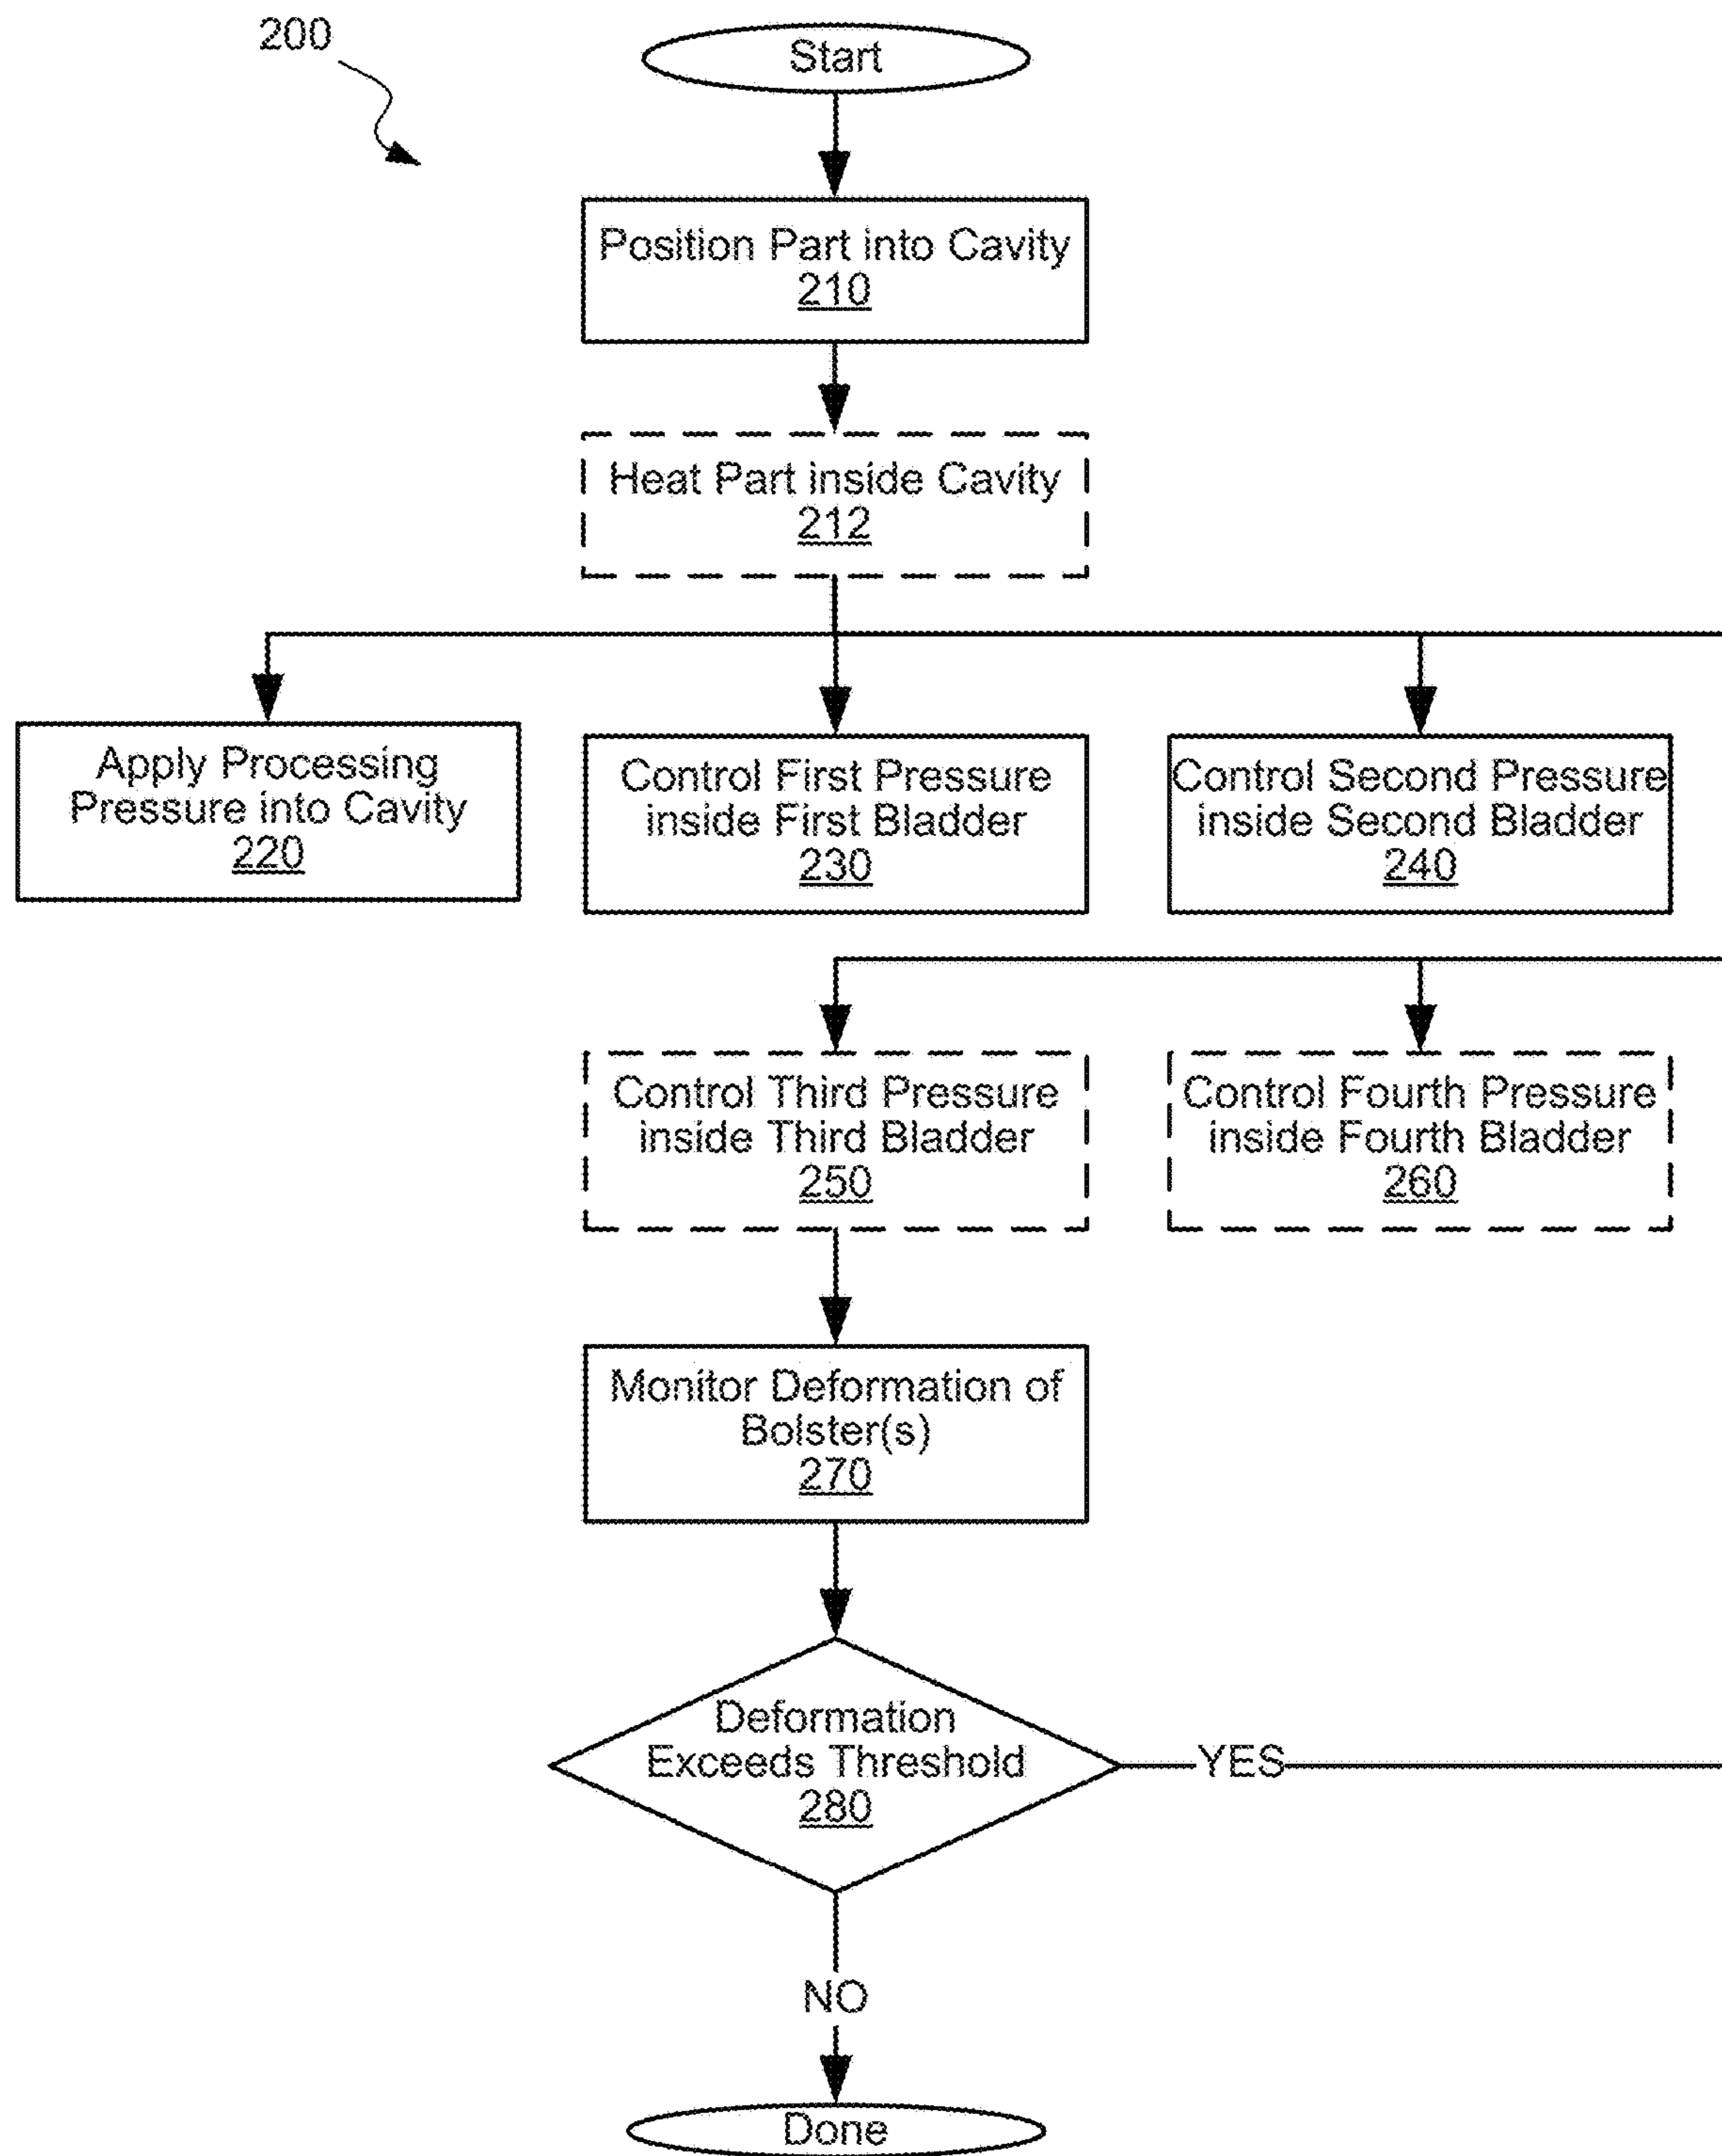 200
Start
Position Part into Cavity
210
Heat Part inside Cavity
212
Apply Processing
Pressure into Cavity
220
Control First Pressure
inside First Bladder
230
Control Second Pressure
inside Second Bladder
240
Control Third Pressure
inside Third Bladder
250
Control Fourth Pressure
inside Fourth Bladder
260
Monitor Deformation of
Bolster(s)
270
Deformation
Exceeds Threshold
280
YES
NO
Done